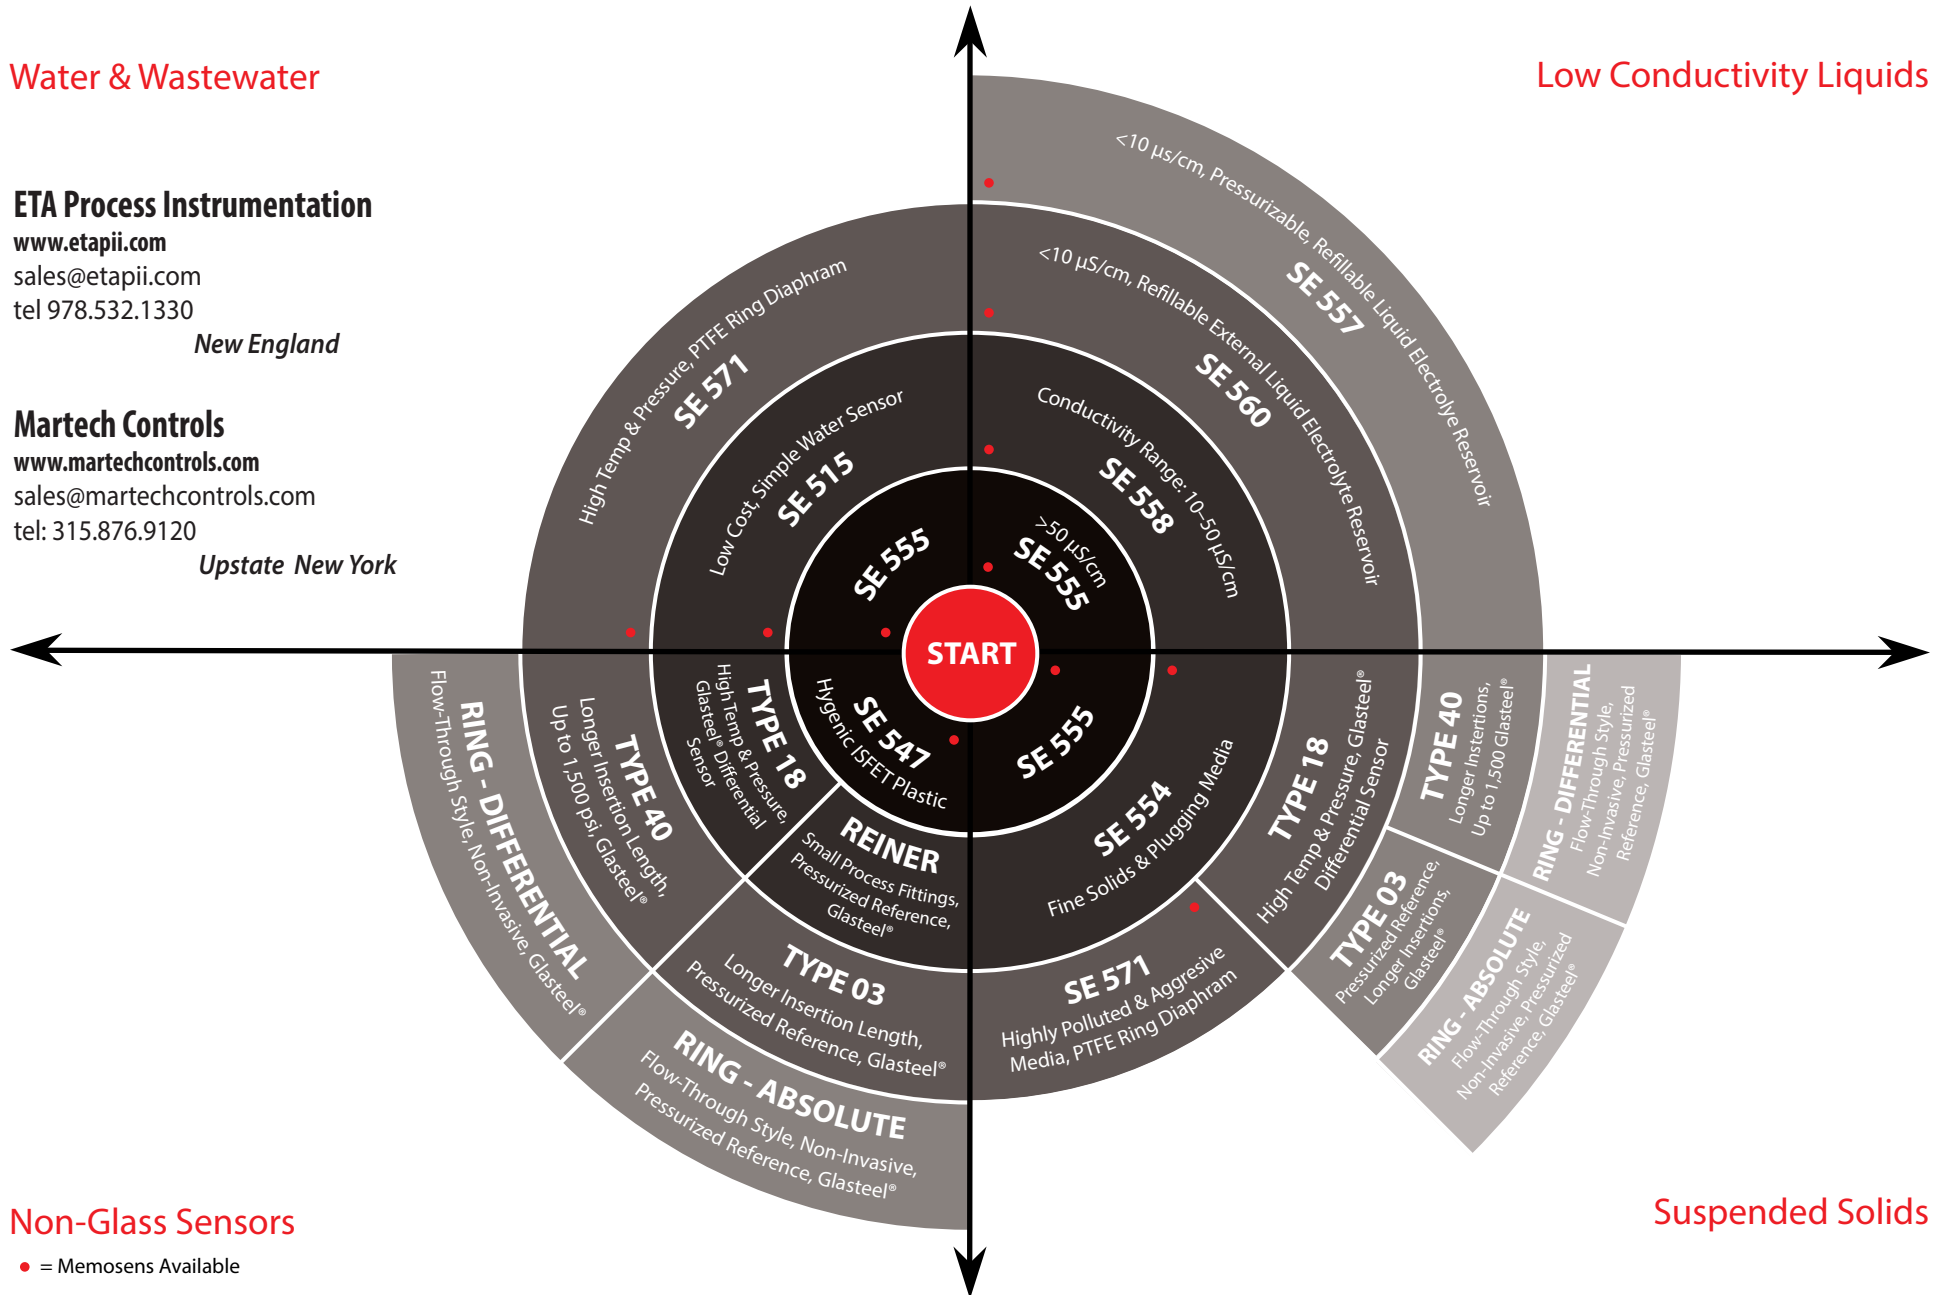 Water & Wastewater
Low Conductivity Liquids
ETA Process Instrumentation
www.etapii.com
sales@etapii.com
tel 978.532.1330
New England
Martech Controls
www.martechcontrols.com
sales@martechcontrols.com
tel: 315.876.9120
Upstate New York
High Temp & Pressure, PTFE Ring Diaphram
SE 571
Low Cost, Simple Water Sensor
SE 515
SE 555
<10 µs/cm, Pressurizable, Refillable Liquid Electrolye Reservoir
SE 557
<10 µS/cm, Refillable External Liquid Electrolyte Reservoir
SE 560
Conductivity Range: 10–50 µS/cm
SE 558
>50 µS/cm
SE 555
START
SE 547
Hygenic ISFET Plastic
TYPE 18
High Temp & Pressure,
Glasteel® Differential
Sensor
REINER
Small Process Fittings,
Pressurized Reference,
Glasteel®
TYPE 40
Longer Insertion Length,
Up to 1,500 psi, Glasteel®
TYPE 03
Longer Insertion Length,
Pressurized Reference, Glasteel®
RING - DIFFERENTIAL
Flow-Through Style, Non-Invasive, Glasteel®
RING - ABSOLUTE
Flow-Through Style, Non-Invasive,
Pressurized Reference, Glasteel®
SE 555
SE 554
Fine Solids & Plugging Media
SE 571
Highly Polluted & Aggresive
Media, PTFE Ring Diaphram
TYPE 18
High Temp & Pressure, Glasteel®
Differential Sensor
TYPE 40
Longer Instertions,
Up to 1,500 Glasteel®
TYPE 03
Pressurized Reference,
Longer Insertions,
Glasteel®
RING - DIFFERENTIAL
Flow-Through Style,
Non-Invasive, Pressurized
Reference, Glasteel®
RING - ABSOLUTE
Flow-Through Style,
Non-Invasive, Pressurized
Reference, Glasteel®
Non-Glass Sensors
Suspended Solids
• = Memosens Available